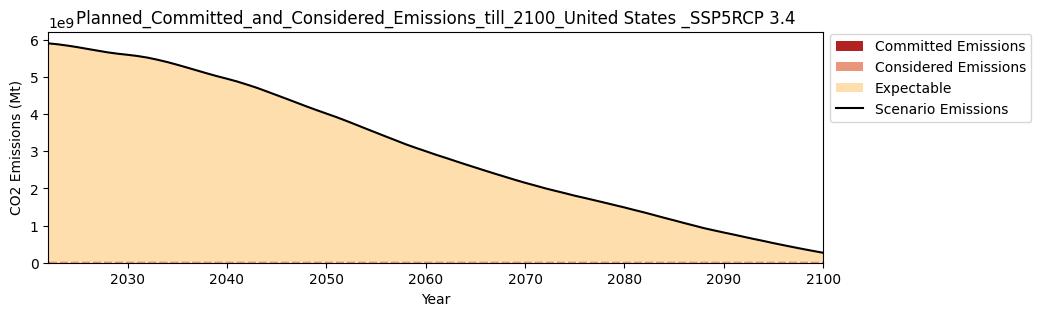 Planned_Committed_and_Considered_Emissions_till_2100_United States _SSP5RCP 3.4
1e9
6
5
4
3
2
1
0
CO2 Emissions (Mt)
2030 2040 2050 2060 2070 2080 2090 2100
Year
Committed Emissions
Considered Emissions
Expectable
Scenario Emissions